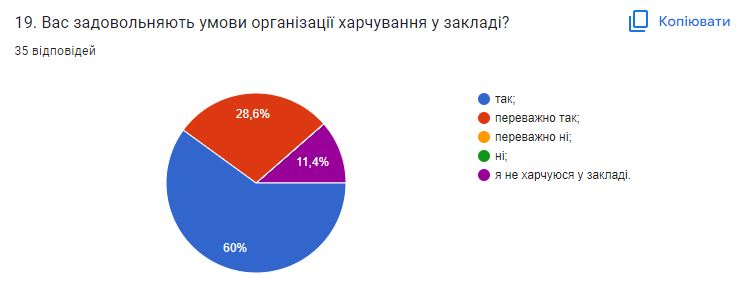 19. Вас задовольняють умови організації харчування у закладі?
Копіювати
35 відповідей
28,6%
11,4%
60%
так;
переважно так;
переважно ні;
ні;
я не харчуюся у закладі.